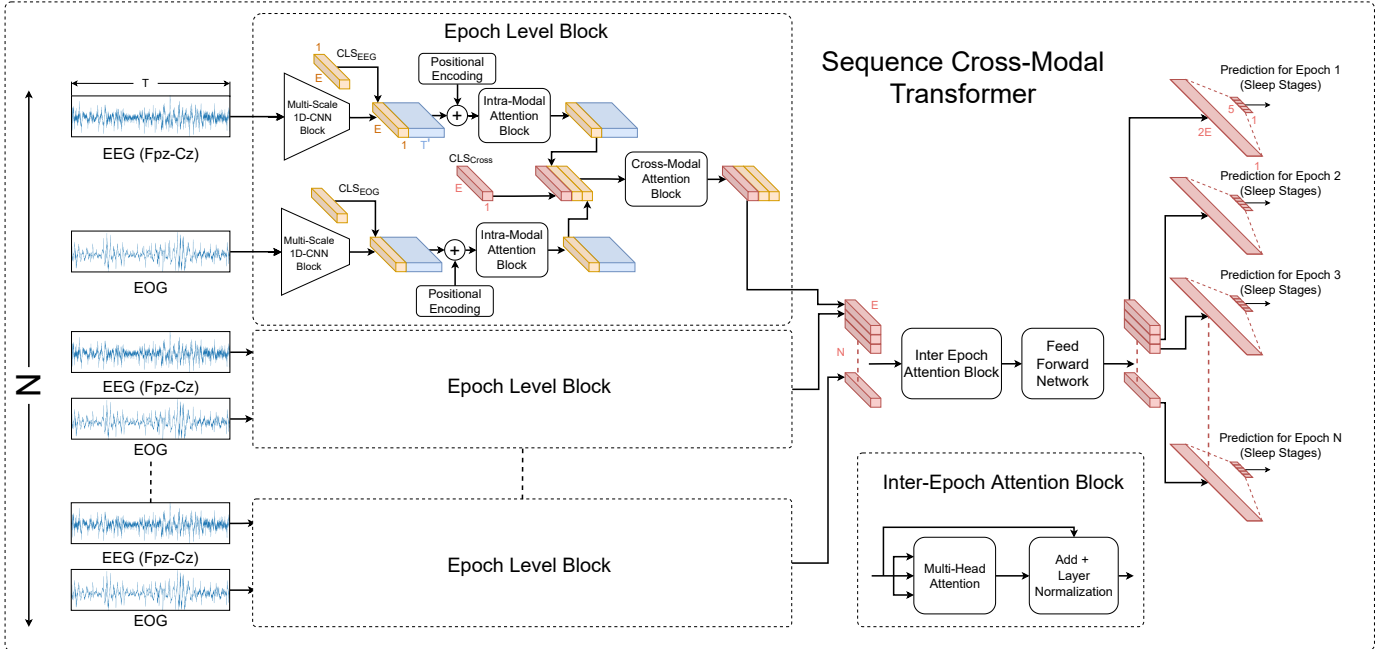 Epoch Level Block
Sequence Cross-Modal
Transformer
T
EEG (Fpz-Cz)
1
E
CLS_EEG
Multi-Scale
1D-CNN
Block
E
1
T'
Positional
Encoding
+
Intra-Modal
Attention
Block
CLS_Cross
E
1
Cross-Modal
Attention
Block
EOG
CLS_EOG
Multi-Scale
1D-CNN
Block
+
Intra-Modal
Attention
Block
Positional
Encoding
N
EEG (Fpz-Cz)
EOG
Epoch Level Block
EEG (Fpz-Cz)
EOG
Epoch Level Block
E
N
Inter Epoch
Attention Block
Feed
Forward
Network
Prediction for Epoch 1
(Sleep Stages)
5
1
2E
1
Prediction for Epoch 2
(Sleep Stages)
Prediction for Epoch 3
(Sleep Stages)
Prediction for Epoch N
(Sleep Stages)
Inter-Epoch Attention Block
Multi-Head
Attention
Add +
Layer
Normalization